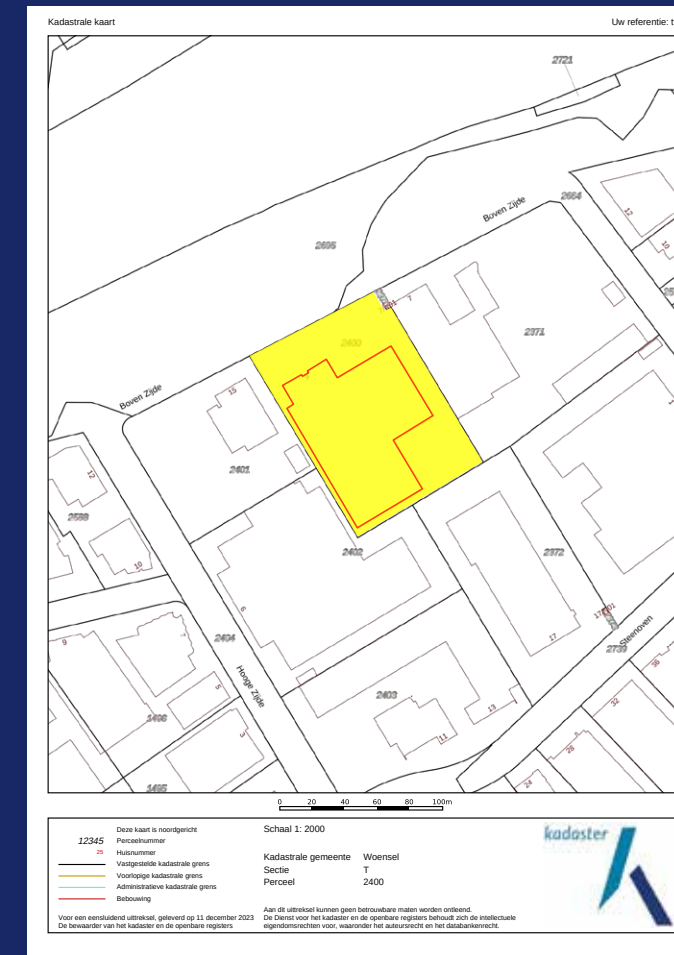 Kadastrale kaart
Uw referentie: t
2721
2684
Boven Zijde
12
10
2695
7
2400
2371
Boven Zijde
15
2401
12
2588
10
2402
2372
6
17
Steenoven
2739
9
2404
Hooge Zijde
36
5
2403
32
1496
13
3
11
28
24
1495
0 20 40 60 80 100m
Deze kaart is noordgericht
12345 Perceelnummer
25 Huisnummer
Vastgestelde kadastrale grens
Voorlopige kadastrale grens
Administratieve kadastrale grens
Bebouwing
Voor een eensluidend uittreksel, geleverd op 11 december 2023
De bewaarder van het kadaster en de openbare registers
Schaal 1: 2000
Kadastrale gemeente Woensel
Sectie T
Perceel 2400
Aan dit uittreksel kunnen geen betrouwbare maten worden ontleend.
De Dienst voor het kadaster en de openbare registers behoudt zich de intellectuele
eigendomsrechten voor, waaronder het auteursrecht en het databankenrecht.
kadaster